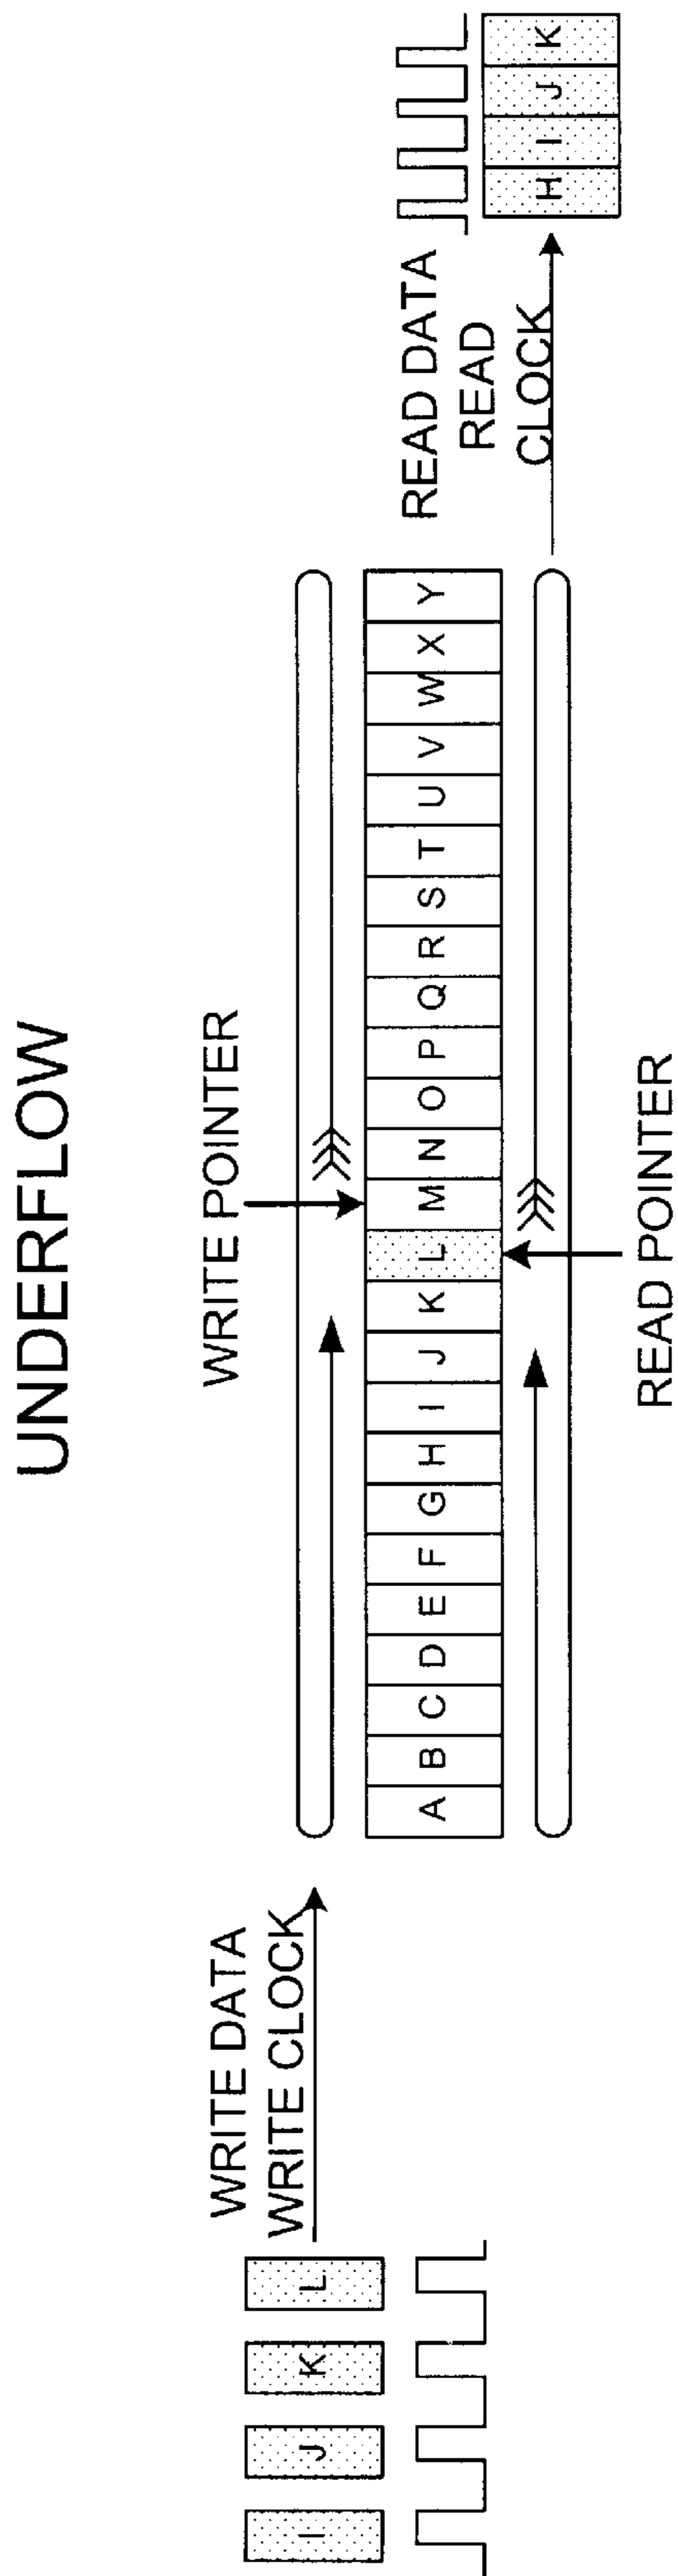 UNDERFLOW
WRITE POINTER
WRITE DATA
WRITE CLOCK
I J K L
A B C D E F G H I J K L M N O P Q R S T U V W X Y
READ DATA
READ
CLOCK
H I J K
READ POINTER